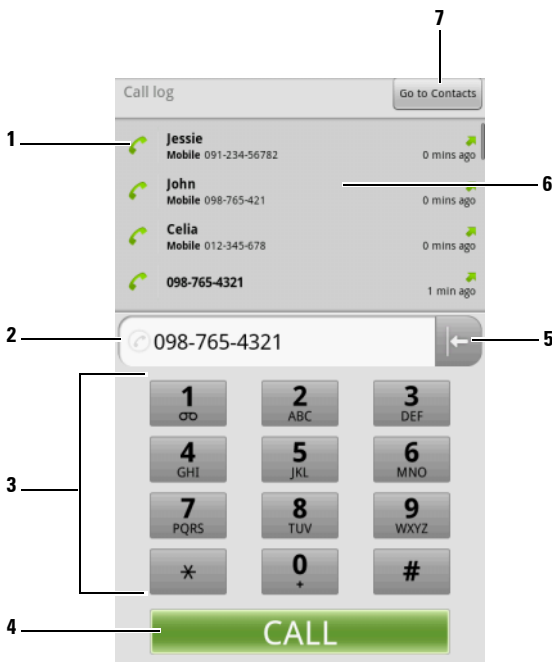 7
Call log
Go to Contacts
1
Jessie
Mobile 091-234-56782
0 mins ago
6
John
Mobile 098-765-421
0 mins ago
Celia
Mobile 012-345-678
0 mins ago
098-765-4321
1 min ago
2
098-765-4321
5
1
2
ABC
3
DEF
3
4
GHI
5
JKL
6
MNO
7
PQRS
8
TUV
9
WXYZ
*
0
+
#
4
CALL